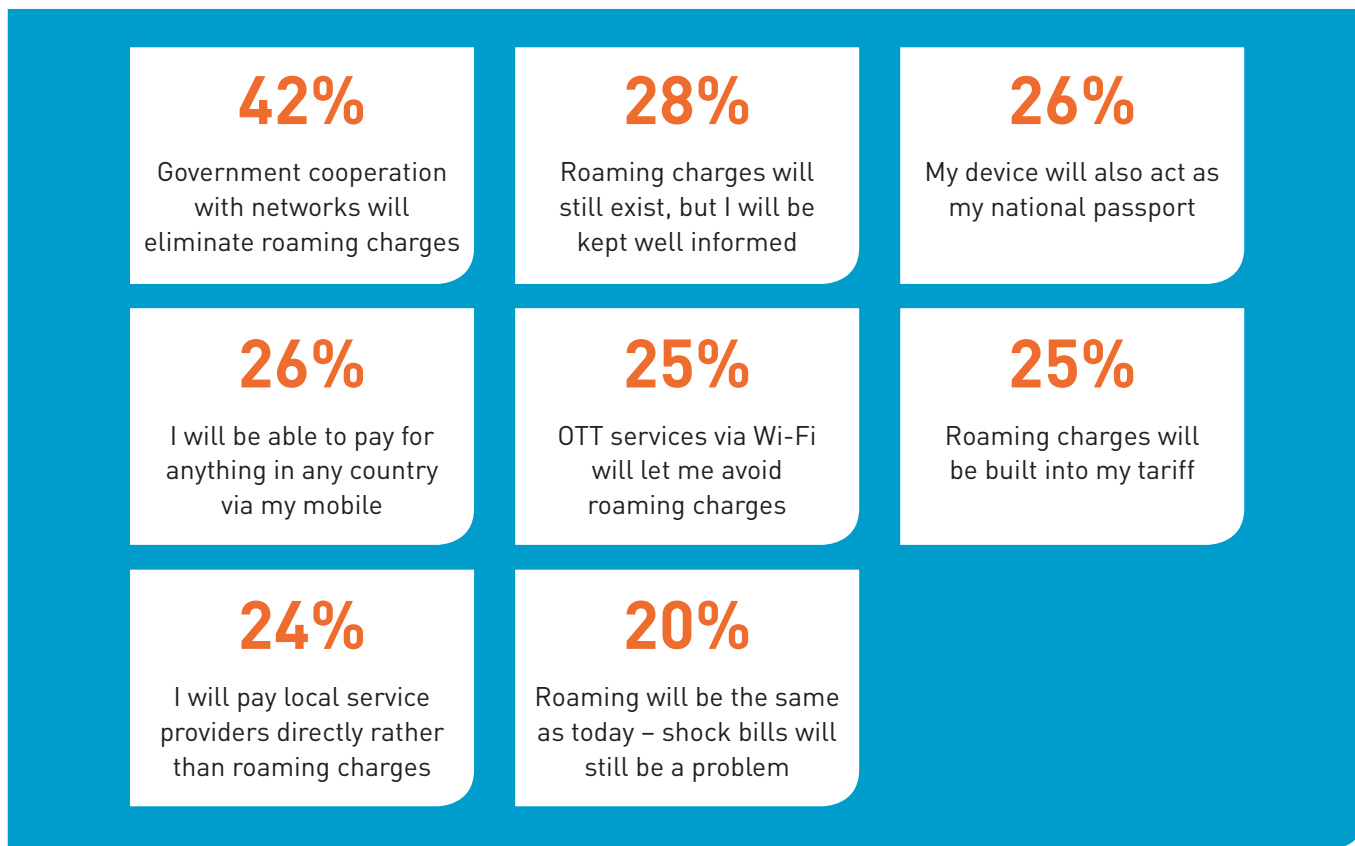 42%
Government cooperation
with networks will
eliminate roaming charges
28%
Roaming charges will
still exist, but I will be
kept well informed
26%
My device will also act as
my national passport
26%
I will be able to pay for
anything in any country
via my mobile
25%
OTT services via Wi-Fi
will let me avoid
roaming charges
25%
Roaming charges will
be built into my tariff
24%
I will pay local service
providers directly rather
than roaming charges
20%
Roaming will be the same
as today – shock bills will
still be a problem